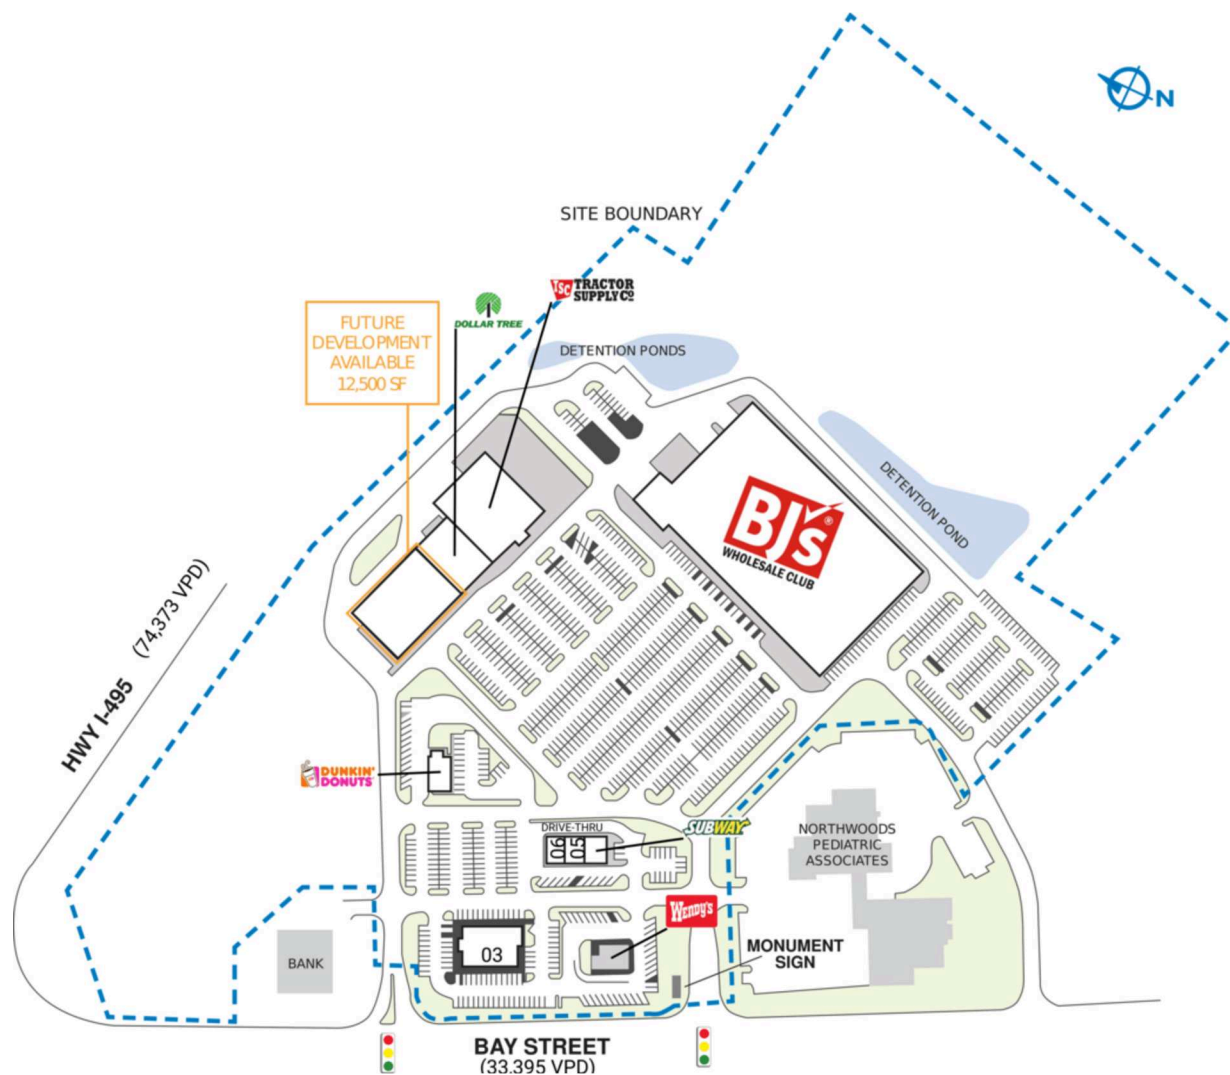 N
SITE BOUNDARY
TSC TRACTOR
SUPPLY CO
DOLLAR TREE
FUTURE
DEVELOPMENT
AVAILABLE
12,500 SF
DETENTION PONDS
DETENTION POND
BJ's
®
WHOLESALE CLUB
HWY I-495 (74,373 VPD)
DUNKIN'
DONUTS
DRIVE-THRU
SUBWAY
06
05
NORTHWOODS
PEDIATRIC
ASSOCIATES
WENDY'S
03
MONUMENT
SIGN
BANK
BAY STREET
(33,395 VPD)